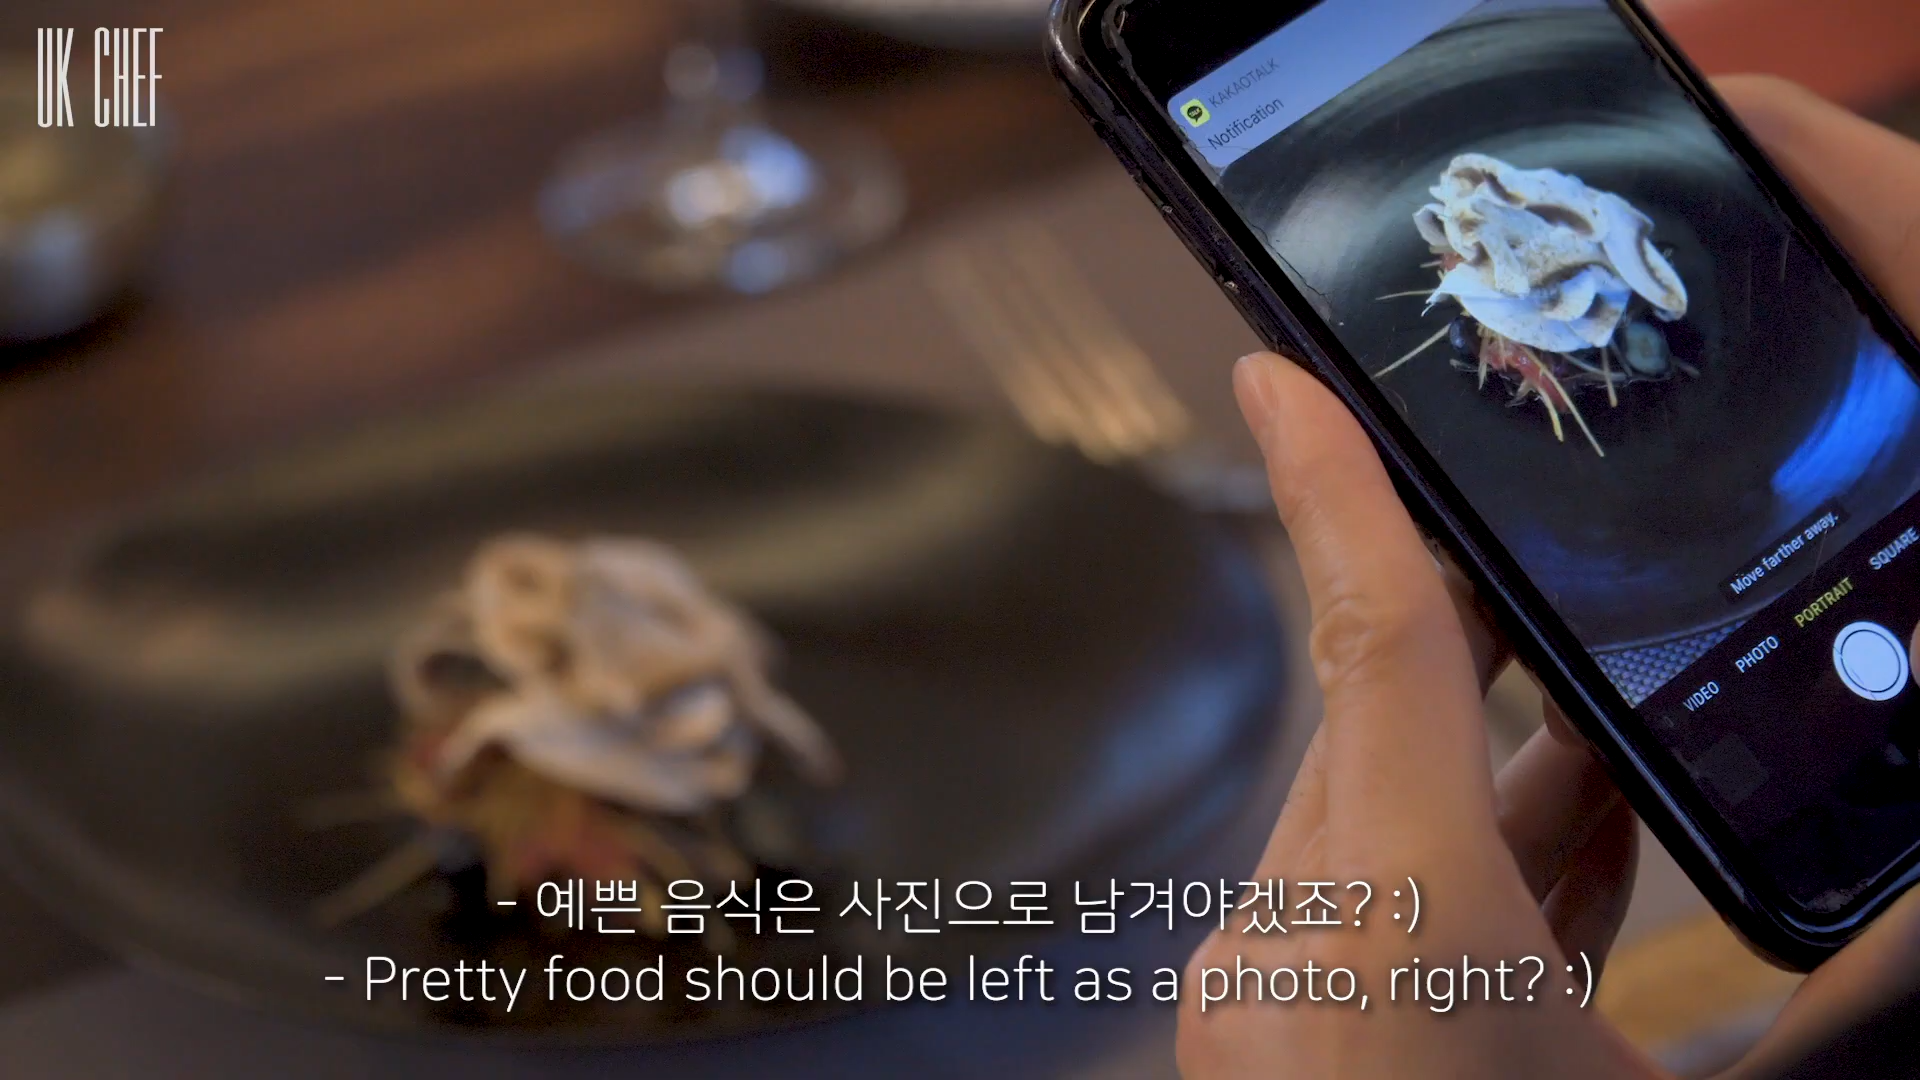 UK CHEF
KAKAOTALK
Notification
Move farther away.
VIDEO PHOTO PORTRAIT SQUARE
- 예쁜 음식은 사진으로 남겨야겠죠? :)
- Pretty food should be left as a photo, right? :)